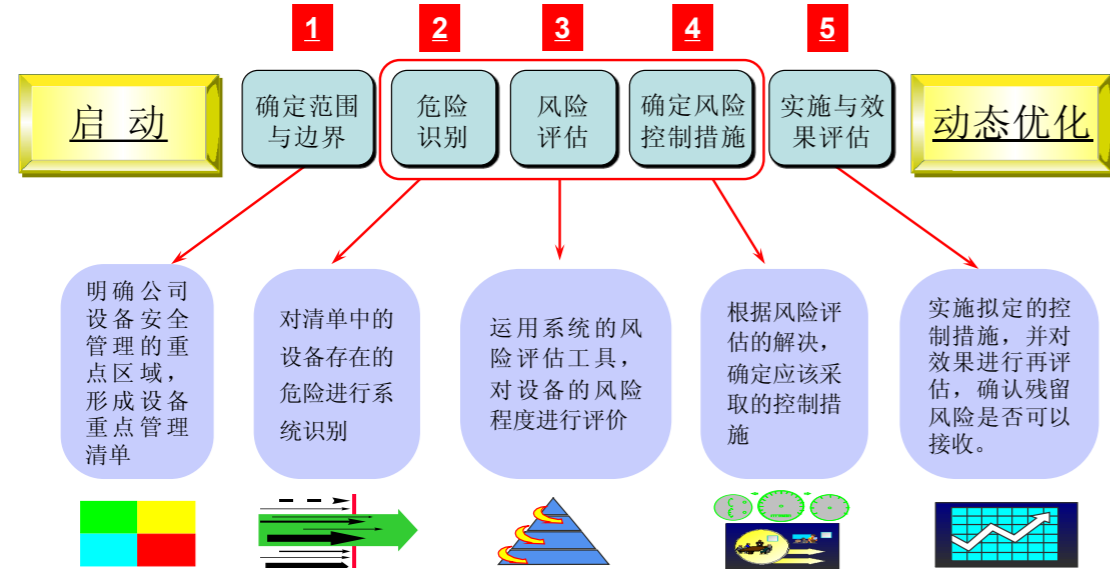 1
2
3
4
5
启 动
确定范围
与边界
危险
识别
风险
评估
确定风险
控制措施
实施与效
果评估
动态优化
明确公司
设备安全
管理的重
点区域，
形成设备
重点管理
清单
对清单中的
设备存在的
危险进行系
统识别
运用系统的风
险评估工具，
对设备的风险
程度进行评价
根据风险评
估的解决，
确定应该采
取的控制措
施
实施拟定的控
制措施，并对
效果进行再评
估，确认残留
风险是否可以
接收。